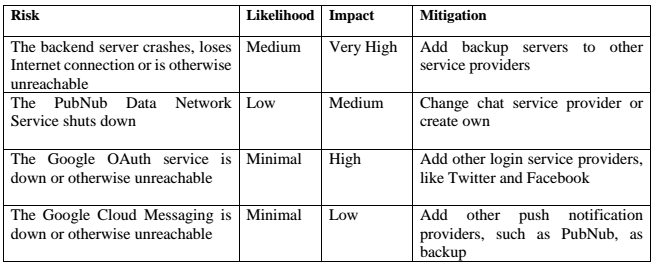 Risk Likelihood Impact Mitigation
The backend server crashes, loses Medium Very High Add backup servers to other
Internet connection or is otherwise service providers
unreachable
The PubNub Data Network Low Medium Change chat service provider or
Service shuts down create own
The Google OAuth service is Minimal High Add other login service providers,
down or otherwise unreachable like Twitter and Facebook
The Google Cloud Messaging is Minimal Low Add other push notification
down or otherwise unreachable providers, such as PubNub, as
backup